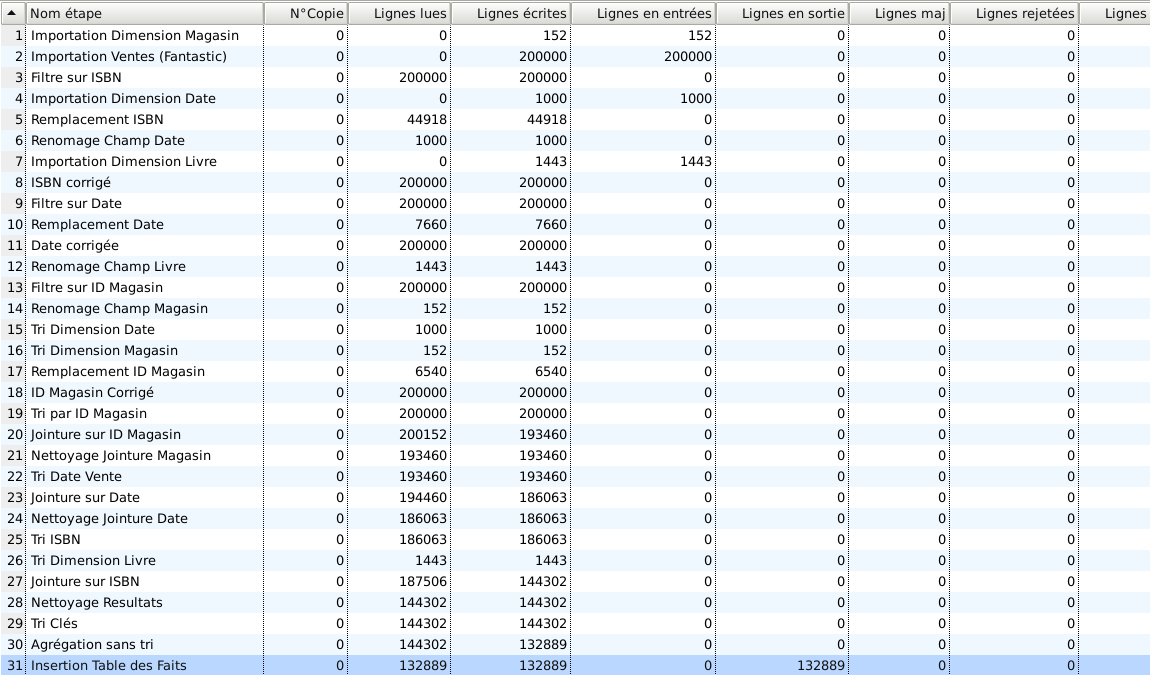 Nom étape N°Copie Lignes lues Lignes écrites Lignes en entrées Lignes en sortie Lignes maj Lignes rejetées Lignes
1 Importation Dimension Magasin 0 0 152 152 0 0 0
2 Importation Ventes (Fantastic) 0 0 200000 200000 0 0 0
3 Filtre sur ISBN 0 200000 200000 0 0 0 0
4 Importation Dimension Date 0 0 1000 1000 0 0 0
5 Remplacement ISBN 0 44918 44918 0 0 0 0
6 Renomage Champ Date 0 1000 1000 0 0 0 0
7 Importation Dimension Livre 0 0 1443 1443 0 0 0
8 ISBN corrigé 0 200000 200000 0 0 0 0
9 Filtre sur Date 0 200000 200000 0 0 0 0
10 Remplacement Date 0 7660 7660 0 0 0 0
11 Date corrigée 0 200000 200000 0 0 0 0
12 Renomage Champ Livre 0 1443 1443 0 0 0 0
13 Filtre sur ID Magasin 0 200000 200000 0 0 0 0
14 Renomage Champ Magasin 0 152 152 0 0 0 0
15 Tri Dimension Date 0 1000 1000 0 0 0 0
16 Tri Dimension Magasin 0 152 152 0 0 0 0
17 Remplacement ID Magasin 0 6540 6540 0 0 0 0
18 ID Magasin Corrigé 0 200000 200000 0 0 0 0
19 Tri par ID Magasin 0 200000 200000 0 0 0 0
20 Jointure sur ID Magasin 0 200152 193460 0 0 0 0
21 Nettoyage Jointure Magasin 0 193460 193460 0 0 0 0
22 Tri Date Vente 0 193460 193460 0 0 0 0
23 Jointure sur Date 0 194460 186063 0 0 0 0
24 Nettoyage Jointure Date 0 186063 186063 0 0 0 0
25 Tri ISBN 0 186063 186063 0 0 0 0
26 Tri Dimension Livre 0 1443 1443 0 0 0 0
27 Jointure sur ISBN 0 187506 144302 0 0 0 0
28 Nettoyage Resultats 0 144302 144302 0 0 0 0
29 Tri Clés 0 144302 144302 0 0 0 0
30 Agrégation sans tri 0 144302 132889 0 0 0 0
31 Insertion Table des Faits 0 132889 132889 0 132889 0 0